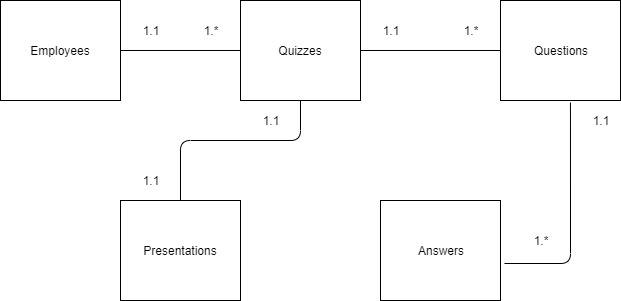 1.1
1.*
1.1
1.*
Employees
Quizzes
Questions
1.1
1.1
1.1
1.*
Presentations
Answers